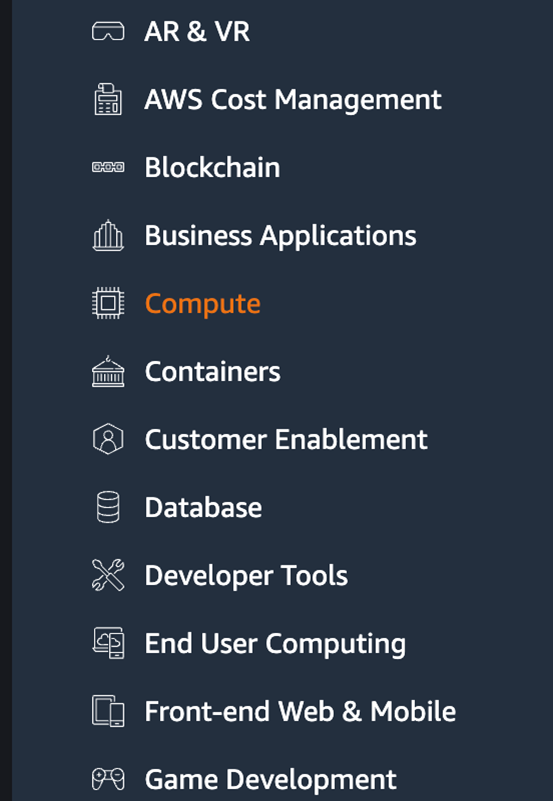 AR & VR
AWS Cost Management
Blockchain
Business Applications
Compute
Containers
Customer Enablement
Database
Developer Tools
End User Computing
Front-end Web & Mobile
Game Development